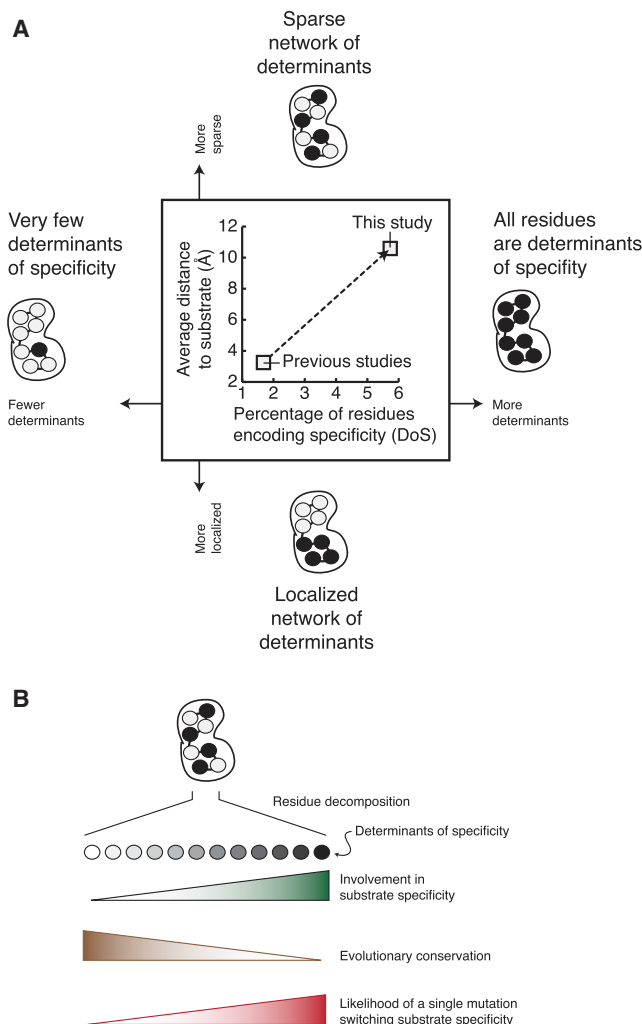 A
Sparse
network of
determinants
More
sparse
Very few
determinants
of specificity
Fewer
determinants
12
10
8
6
4
2
1
2
3
4
5
6
Average distance
to substrate (Å)
This study
Previous studies
Percentage of residues
encoding specificity (DoS)
All residues
are determinants
of specifity
More
determinants
More
localized
Localized
network of
determinants
B
Residue decomposition
Determinants of specificity
Involvement in
substrate specificity
Evolutionary conservation
Likelihood of a single mutation
switching substrate specificity